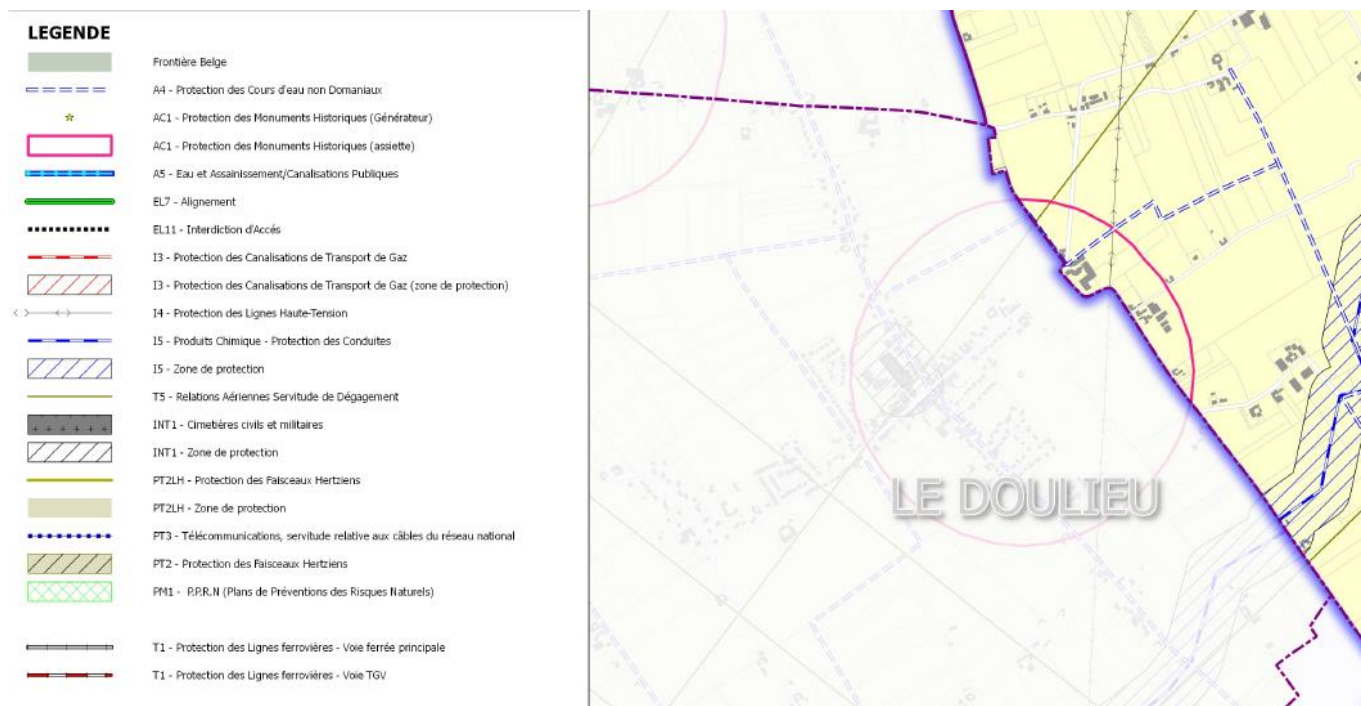 LEGENDE
Frontière Belge
A4 - Protection des Cours d'eau non Domaniaux
AC1 - Protection des Monuments Historiques (Générateur)
AC1 - Protection des Monuments Historiques (assiette)
A5 - Eau et Assainissement/Canalisations Publiques
EL7 - Alignement
EL11 - Interdiction d'Accés
I3 - Protection des Canalisations de Transport de Gaz
I3 - Protection des Canalisations de Transport de Gaz (zone de protection)
I4 - Protection des Lignes Haute-Tension
I5 - Produits Chimique - Protection des Conduites
I5 - Zone de protection
T5 - Relations Aériennes Servitude de Dégagement
INT1 - Cimetières civils et militaires
INT1 - Zone de protection
PT2LH - Protection des Faisceaux Hertziens
PT2LH - Zone de protection
PT3 - Télécommunications, servitude relative aux câbles du réseau national
PT2 - Protection des Faisceaux Hertziens
PM1 - P.P.R.N (Plans de Préventions des Risques Naturels)
T1 - Protection des Lignes ferrovières - Voie ferrée principale
T1 - Protection des Lignes ferrovières - Voie TGV
LE DOULIEU